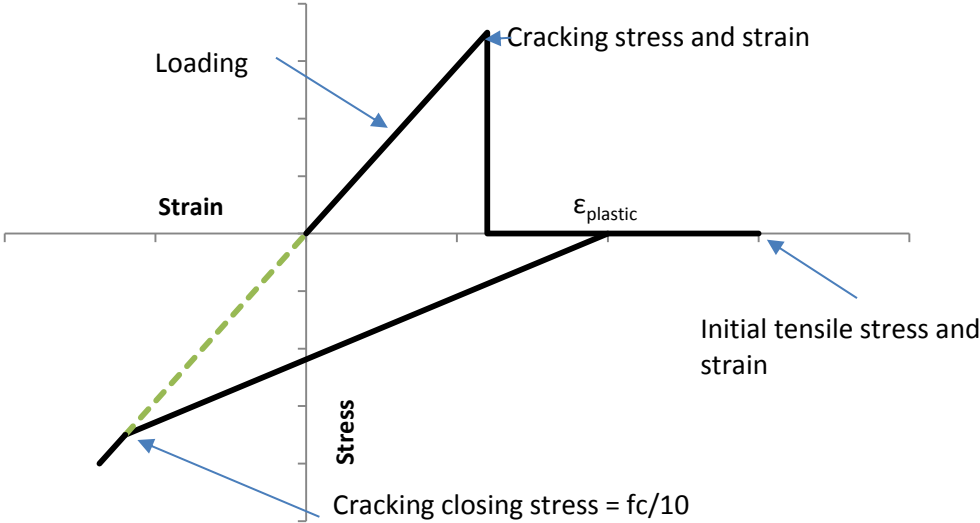 Cracking stress and strain
Loading
Strain
εplastic
Initial tensile stress and
strain
Stress
Cracking closing stress = fc/10